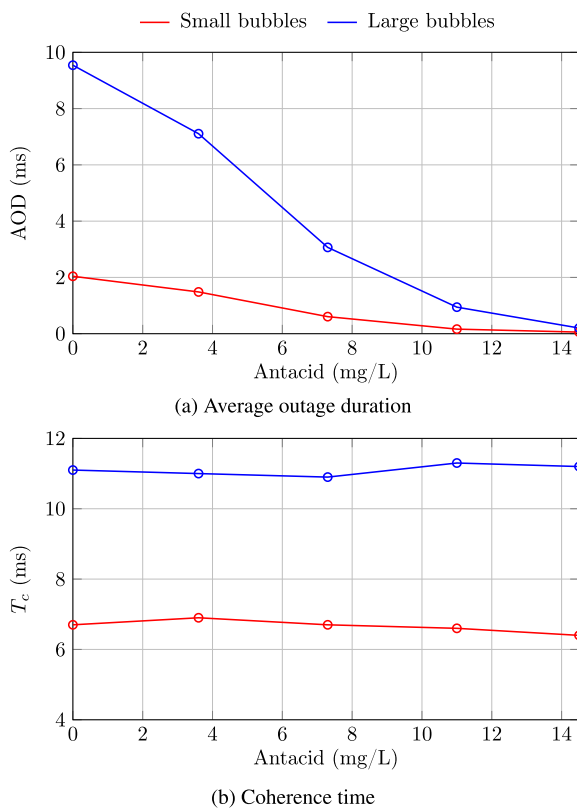 Small bubbles Large bubbles
10
8
6
4
2
0
AOD (ms)
0 2 4 6 8 10 12 14
Antacid (mg/L)
(a) Average outage duration
12
10
8
6
4
T_c (ms)
0 2 4 6 8 10 12 14
Antacid (mg/L)
(b) Coherence time